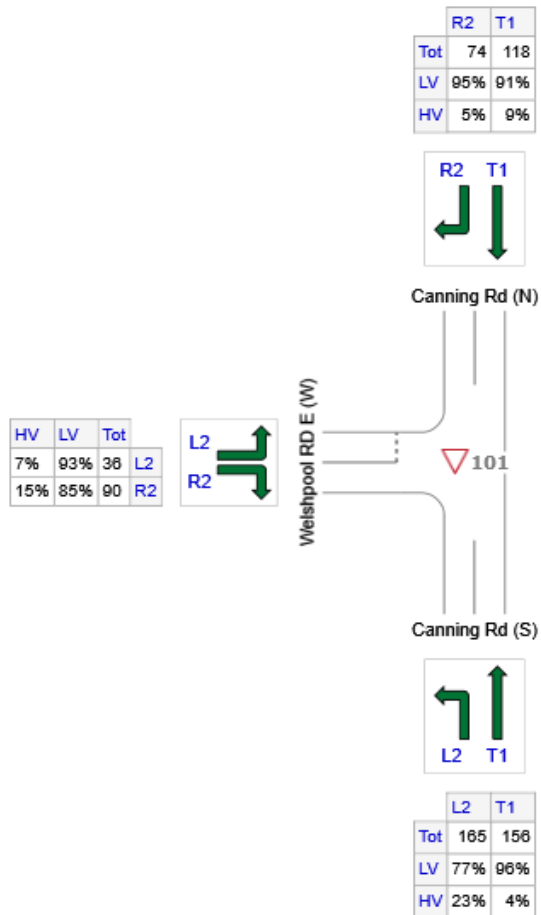 R2 T1
Tot 74 118
LV 95% 91%
HV 5% 9%
R2 T1
Canning Rd (N)
HV LV Tot
7% 93% 36 L2
15% 85% 90 R2
L2
R2
Welshpool RD E (W)
101
Canning Rd (S)
L2 T1
L2 T1
Tot 165 156
LV 77% 96%
HV 23% 4%